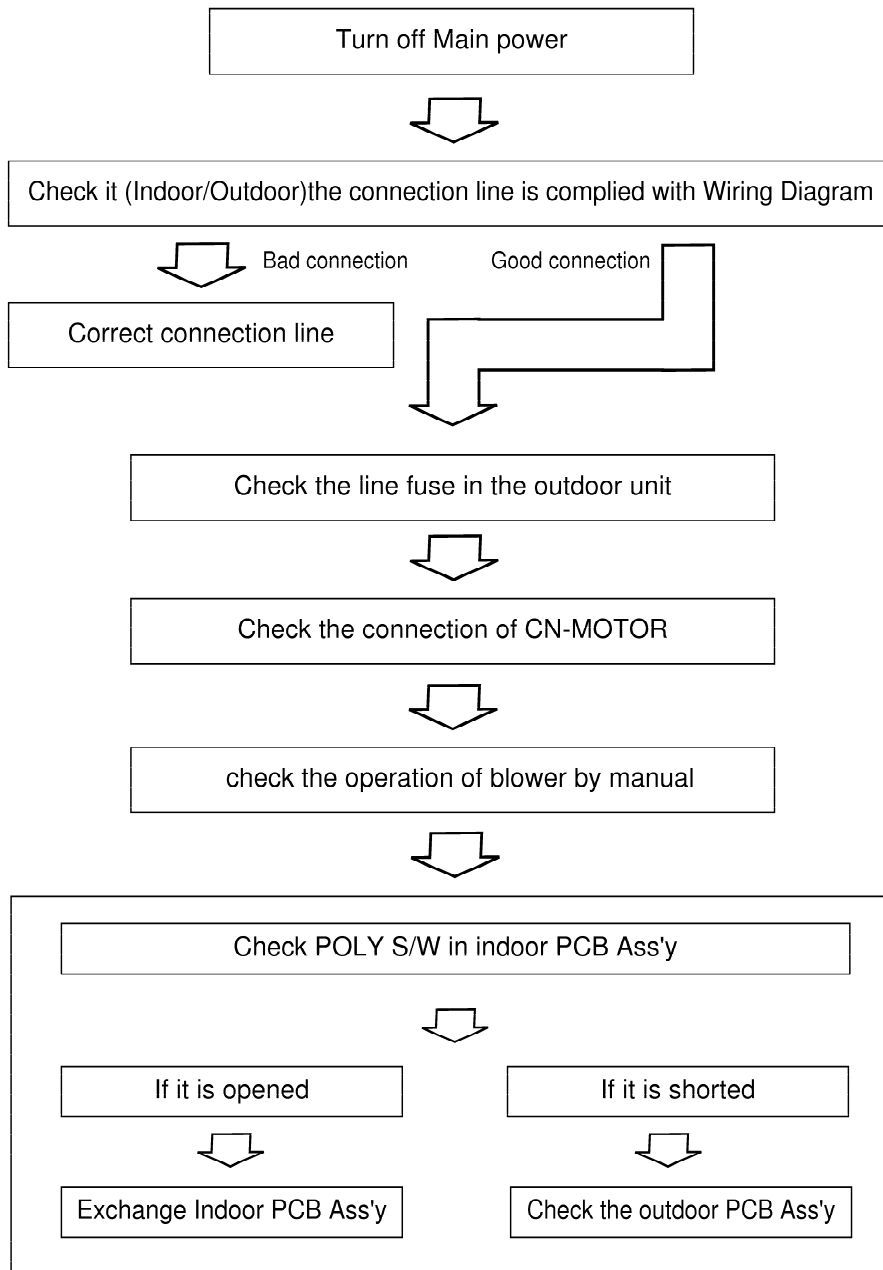 Turn off Main power
Check it (Indoor/Outdoor)the connection line is complied with Wiring Diagram
Bad connection
Good connection
Correct connection line
Check the line fuse in the outdoor unit
Check the connection of CN-MOTOR
check the operation of blower by manual
Check POLY S/W in indoor PCB Ass'y
If it is opened
If it is shorted
Exchange Indoor PCB Ass'y
Check the outdoor PCB Ass'y